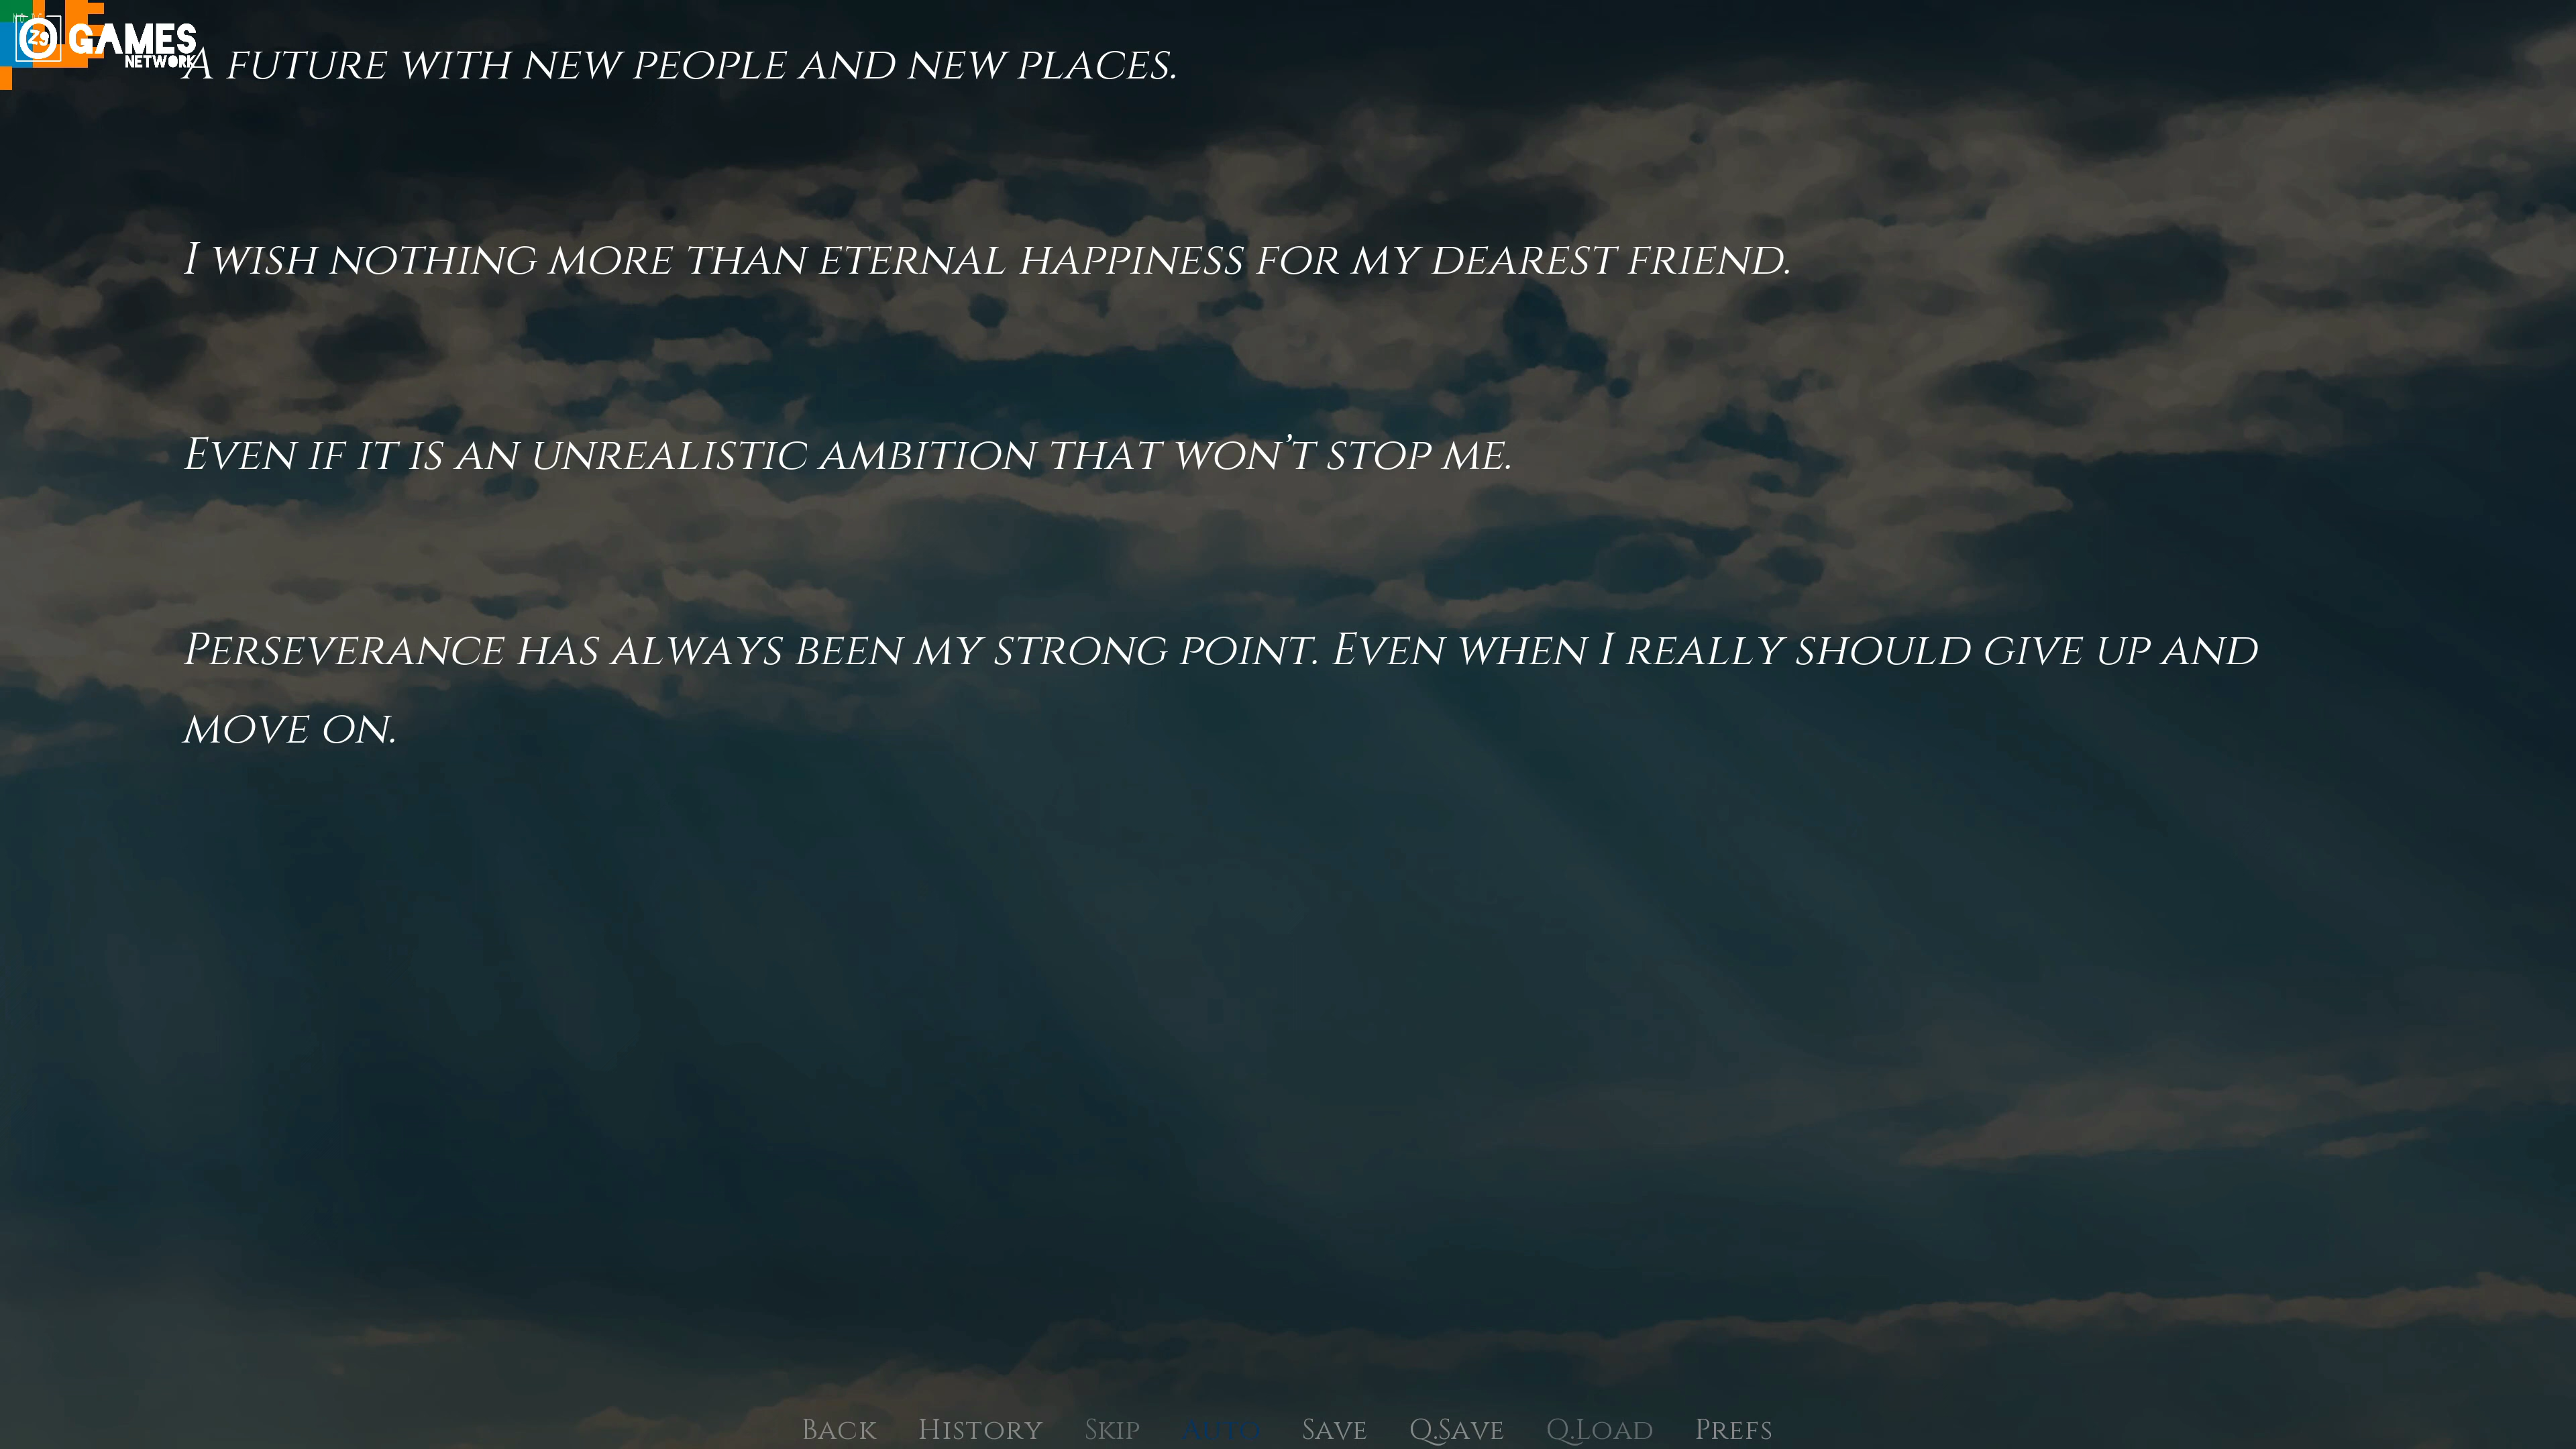 Z9 GAMES
NETWORK
A future with new people and new places.
I wish nothing more than eternal happiness for my dearest friend.
Even if it is an unrealistic ambition that won't stop me.
Perseverance has always been my strong point. Even when I really should give up and
move on.
Back History Skip Auto Save Q.Save Q.Load Prefs